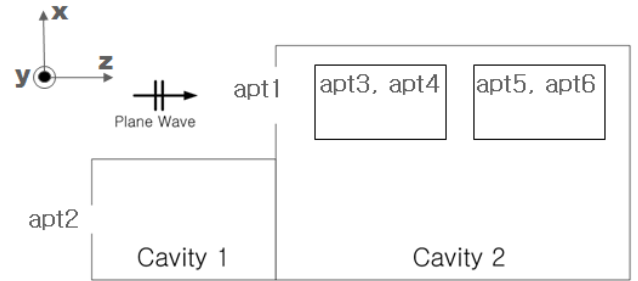 x
y
z
Plane Wave
apt1
apt3, apt4
apt5, apt6
apt2
Cavity 1
Cavity 2